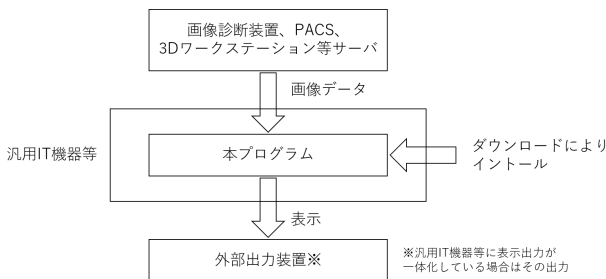 画像診断装置、PACS、
3Dワークステーション等サーバ
画像データ
汎用IT機器等
本プログラム
ダウンロードにより
イントール
表示
外部出力装置※
※汎用IT機器等に表示出力が
一体化している場合はその出力